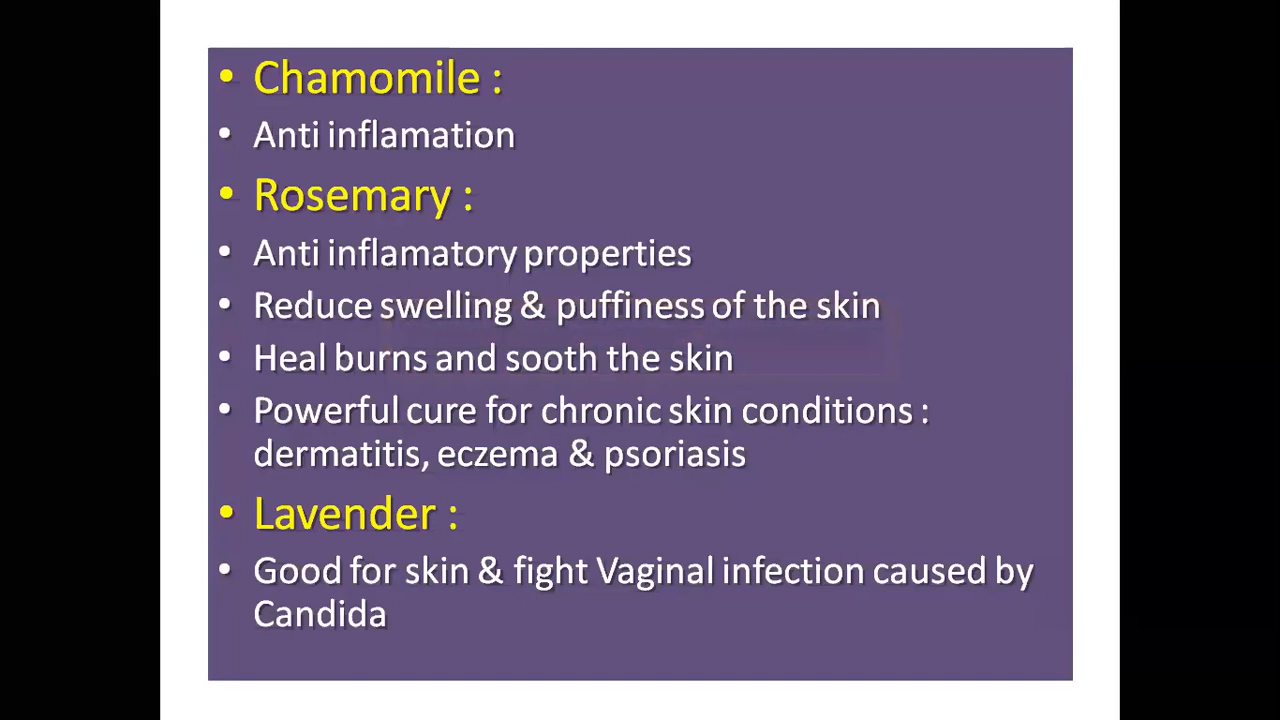 • Chamomile :
• Anti inflamation
• Rosemary :
• Anti inflamatory properties
• Reduce swelling & puffiness of the skin
• Heal burns and sooth the skin
• Powerful cure for chronic skin conditions :
dermatitis, eczema & psoriasis
• Lavender :
• Good for skin & fight Vaginal infection caused by
Candida